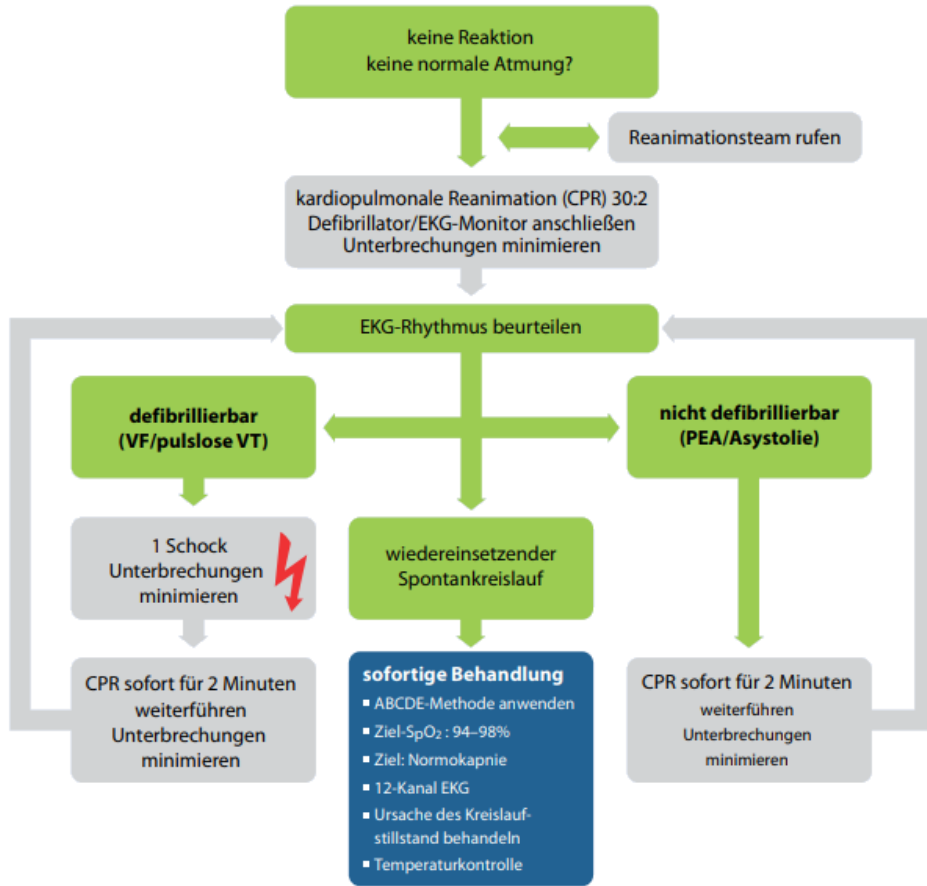 keine Reaktion
keine normale Atmung?
Reanimationsteam rufen
kardiopulmonale Reanimation (CPR) 30:2
Defibrillator/EKG-Monitor anschließen
Unterbrechungen minimieren
EKG-Rhythmus beurteilen
defibrillierbar
(VF/pulslose VT)
nicht defibrillierbar
(PEA/Asystolie)
1 Schock
Unterbrechungen
minimieren
wiedereinsetzender
Spontankreislauf
CPR sofort für 2 Minuten
weiterführen
Unterbrechungen
minimieren
sofortige Behandlung
▪ ABCDE-Methode anwenden
▪ Ziel-SpO₂ : 94–98%
▪ Ziel: Normokapnie
▪ 12-Kanal EKG
▪ Ursache des Kreislauf-
stillstand behandeln
▪ Temperaturkontrolle
CPR sofort für 2 Minuten
weiterführen
Unterbrechungen
minimieren